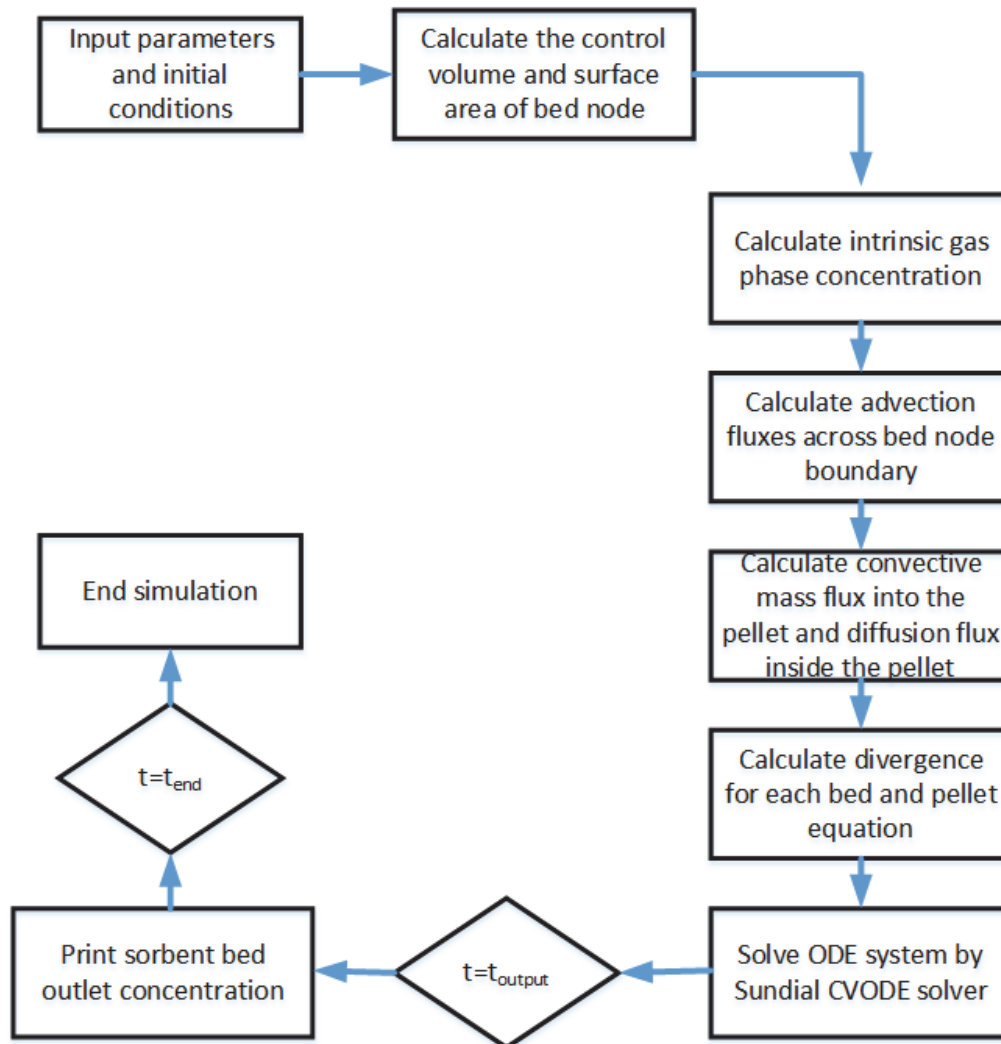 Input parameters
and initial
conditions
Calculate the control
volume and surface
area of bed node
Calculate intrinsic gas
phase concentration
Calculate advection
fluxes across bed node
boundary
Calculate convective
mass flux into the
pellet and diffusion flux
inside the pellet
Calculate divergence
for each bed and pellet
equation
Solve ODE system by
Sundial CVODE solver
t=toutput
Print sorbent bed
outlet concentration
t=tend
End simulation